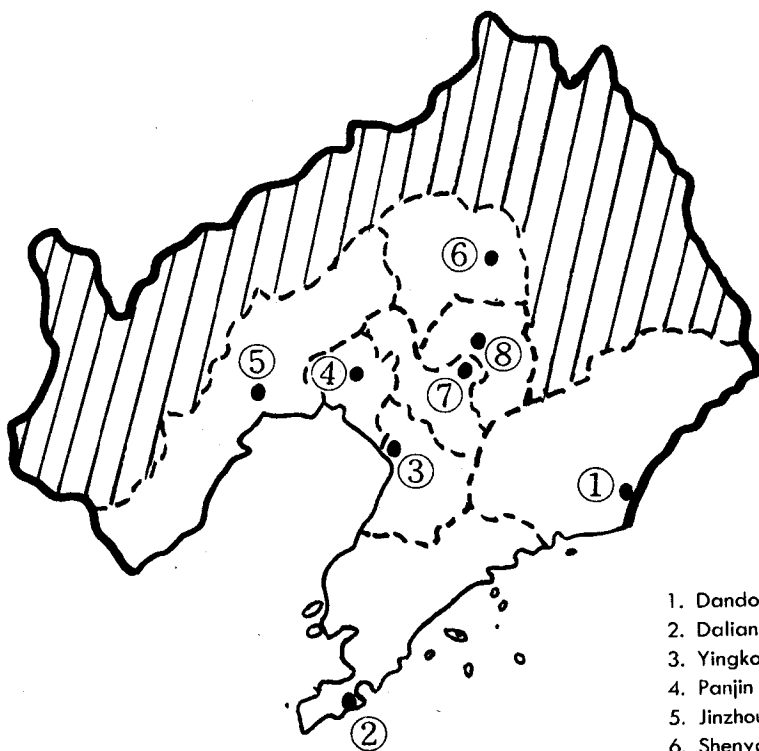 ⑥
⑧
⑤
④
⑦
③
①
②
1. Dando
2. Dalian
3. Yingko
4. Panjin
5. Jinzhou
6. Shenya